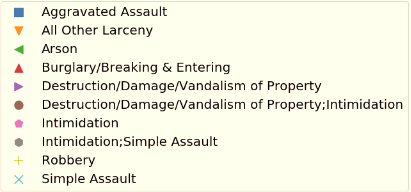 Aggravated Assault
All Other Larceny
Arson
Burglary/Breaking & Entering
Destruction/Damage/Vandalism of Property
Destruction/Damage/Vandalism of Property;Intimidation
Intimidation
Intimidation;Simple Assault
Robbery
Simple Assault